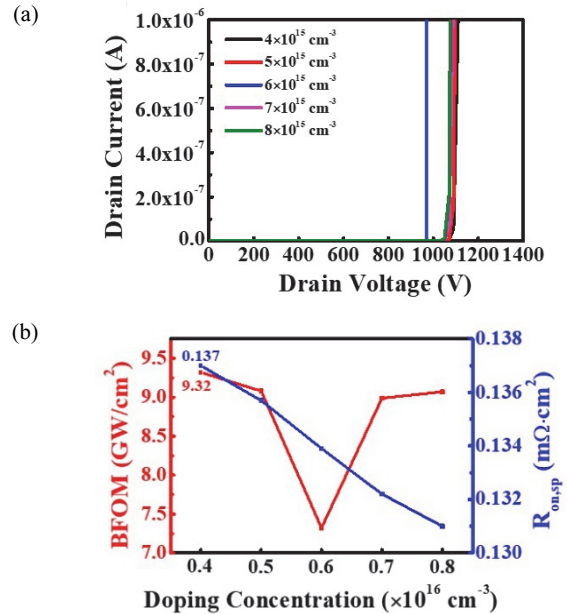 (a)
1.0x10⁻⁶
8.0x10⁻⁷
6.0x10⁻⁷
4.0x10⁻⁷
2.0x10⁻⁷
0.0
Drain Current (A)
4×10¹⁵ cm⁻³
5×10¹⁵ cm⁻³
6×10¹⁵ cm⁻³
7×10¹⁵ cm⁻³
8×10¹⁵ cm⁻³
0 200 400 600 800 1000 1200 1400
Drain Voltage (V)
(b)
9.5
9.0
8.5
8.0
7.5
7.0
BFOM (GW/cm²)
0.137
9.32
0.138
0.136
0.134
0.131
0.130
R_on,sp (mΩ·cm²)
0.4 0.5 0.6 0.7 0.8
Doping Concentration (×10¹⁶ cm⁻³)